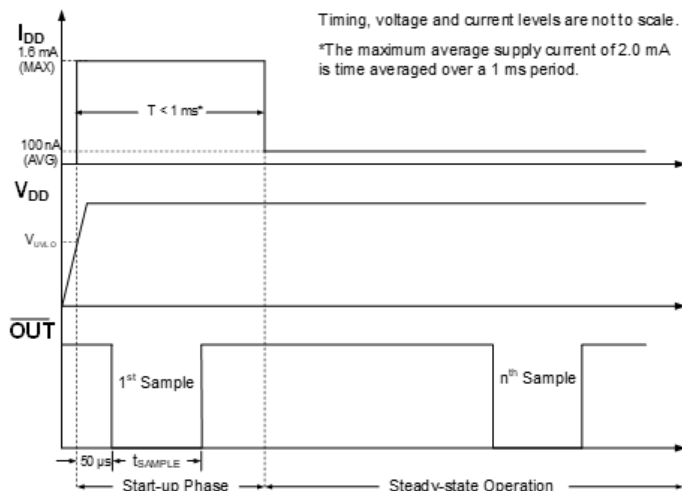 Timing, voltage and current levels are not to scale.
*The maximum average supply current of 2.0 mA
is time averaged over a 1 ms period.
IDD
1.6 mA
(MAX)
T < 1 ms*
100 nA
(AVG)
VDD
VUVLO
OUT
1st Sample
nth Sample
50 µs
tSAMPLE
Start-up Phase
Steady-state Operation